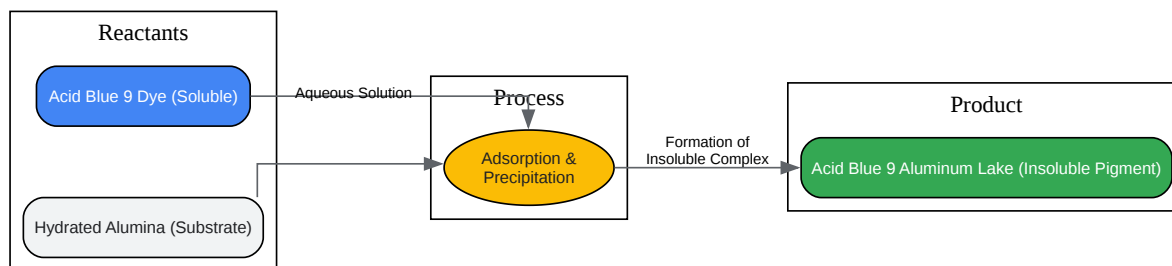 Reactants
Acid Blue 9 Dye (Soluble)
Hydrated Alumina (Substrate)
Aqueous Solution
Process
Adsorption &
Precipitation
Formation of
Insoluble Complex
Product
Acid Blue 9 Aluminum Lake (Insoluble Pigment)